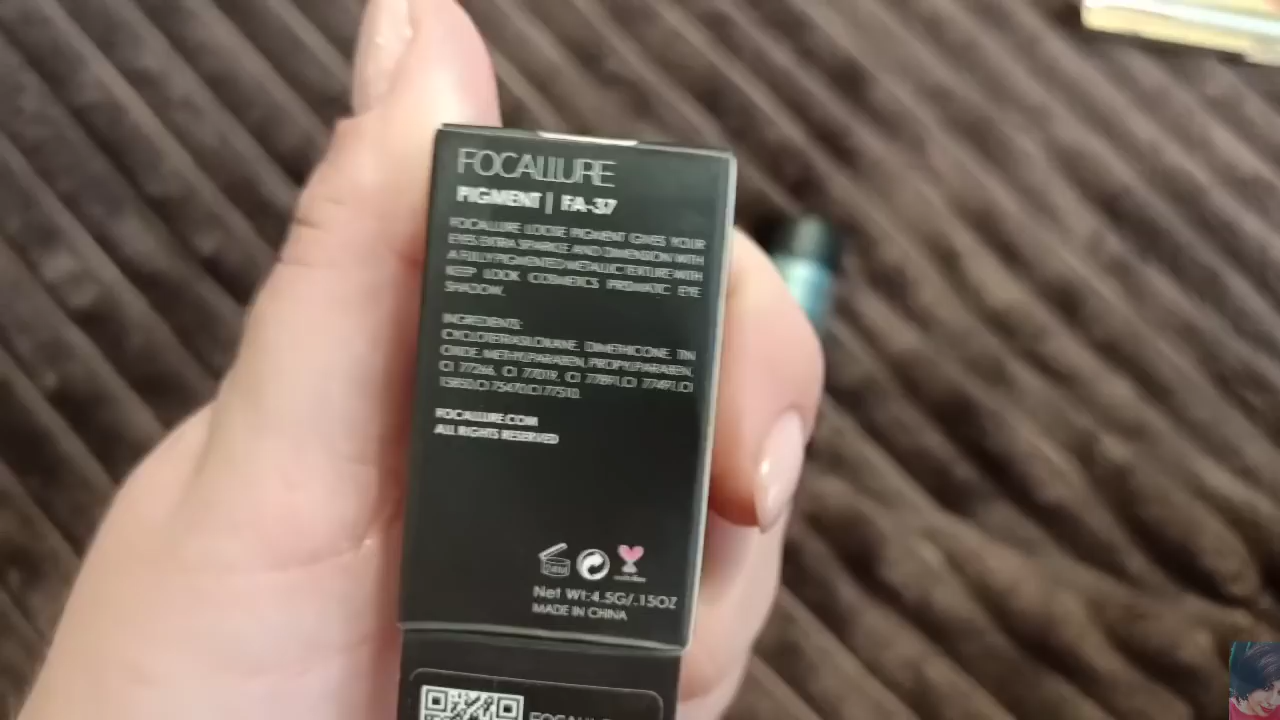 FOCALLURE
PIGMENT | FA-37
FOCALLURE LOOSE PIGMENT GIVES YOUR
EYES EXTRA SPARKLE AND DIMENSION WITH
A FULLY PIGMENTED METALLIC TEXTURE WITH
KEEP LOOK COSMETICS PRISMATIC EYE
SHADOW.
INGREDIENTS:
DIMETHICONE, TIN
OXIDE, METHYLPARABEN, PROPYLPARABEN,
CI 77266, CI 77019, CI 77891,CI 77491,CI
15850,CI 75470,CI 77510.
FOCALLURE.COM
ALL RIGHTS RESERVED
Net Wt:4.5G/.15OZ
MADE IN CHINA
FOCALLURE